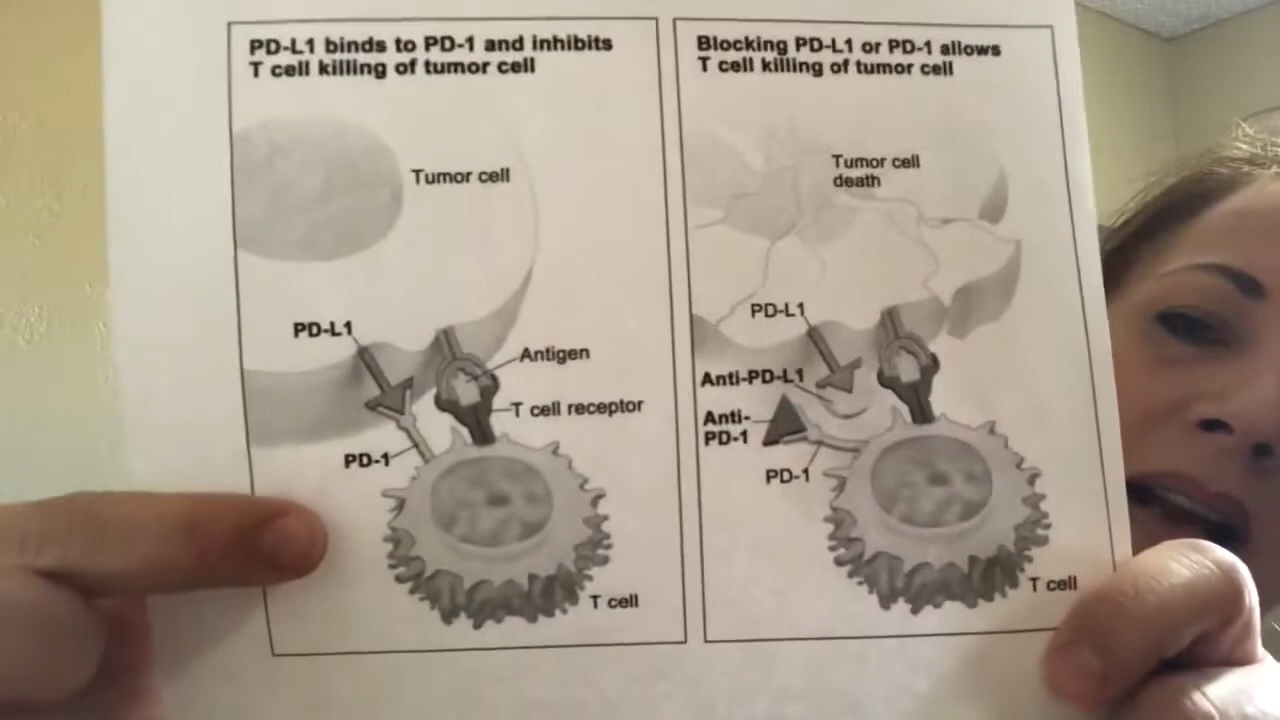 PD-L1 binds to PD-1 and inhibits
T cell killing of tumor cell
Tumor cell
PD-L1
Antigen
T cell receptor
PD-1
T cell
Blocking PD-L1 or PD-1 allows
T cell killing of tumor cell
Tumor cell
death
PD-L1
Anti-PD-L1
Anti-
PD-1
PD-1
T cell